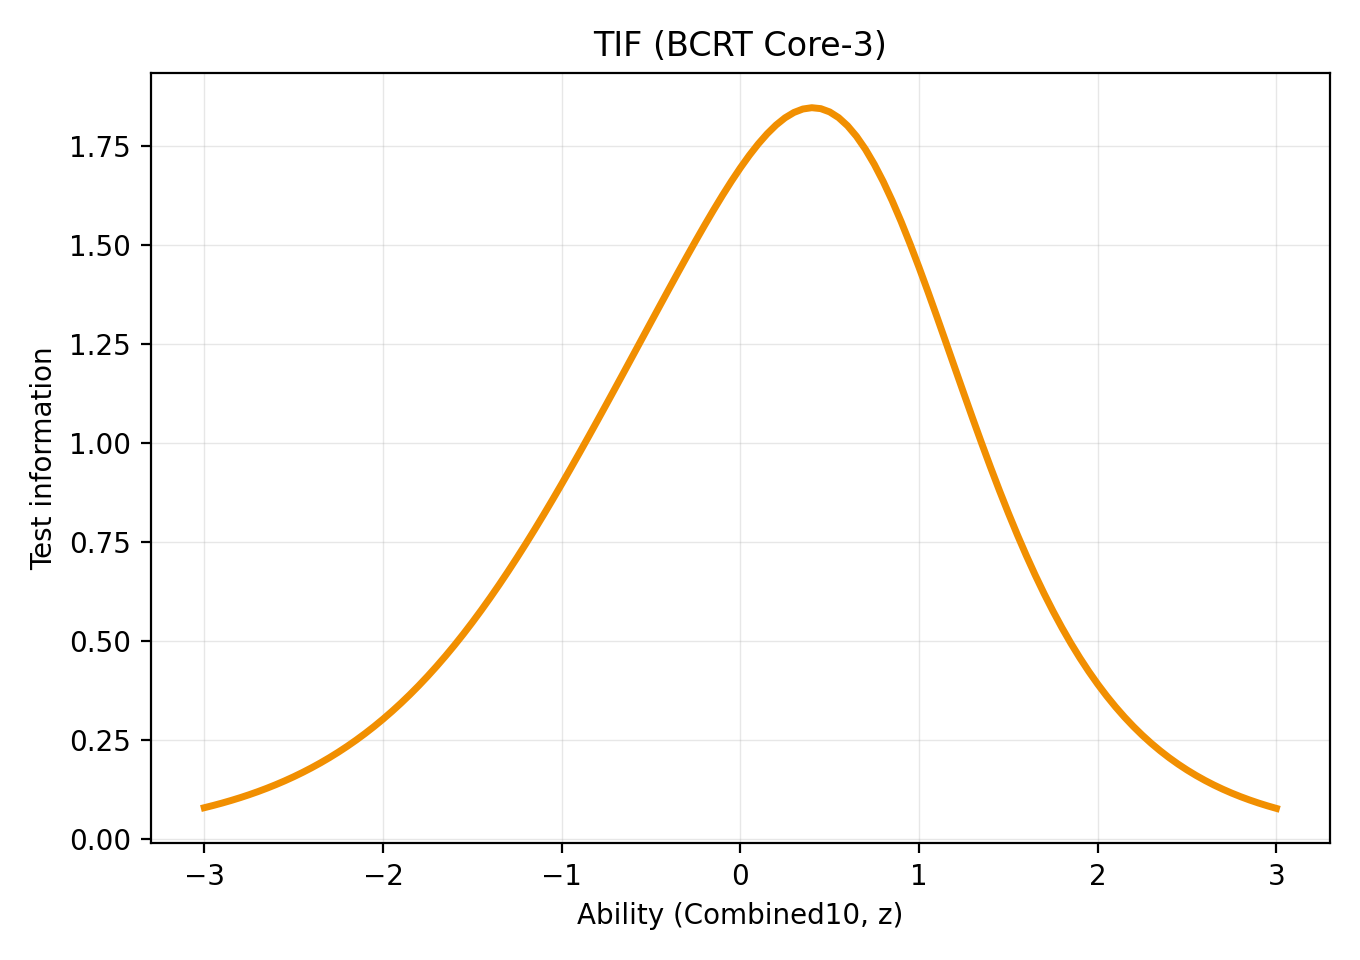 TIF (BCRT Core-3)
Test information
1.75
1.50
1.25
1.00
0.75
0.50
0.25
0.00
−3 −2 −1 0 1 2 3
Ability (Combined10, z)